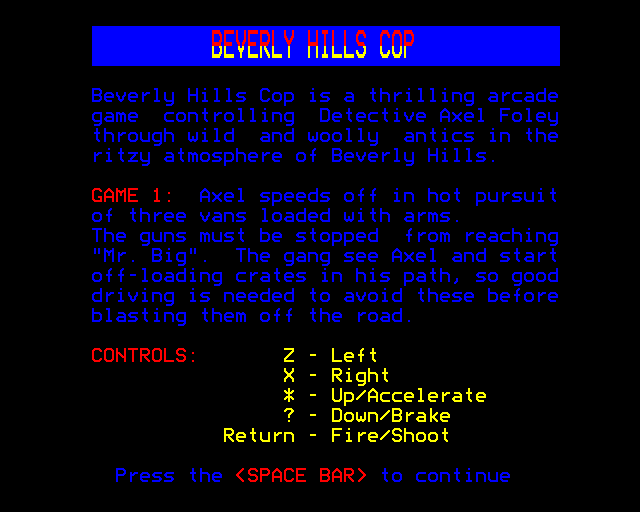 BEVERLY HILLS COP
Beverly Hills Cop is a thrilling arcade
game  controlling  Detective Axel Foley
through wild  and woolly  antics in the
ritzy atmosphere of Beverly Hills.
GAME 1:  Axel speeds off in hot pursuit
of three vans loaded with arms.
The guns must be stopped  from reaching
"Mr. Big".  The gang see Axel and start
off-loading crates in his path, so good
driving is needed to avoid these before
blasting them off the road.
CONTROLS:       Z - Left
X - Right
* - Up/Accelerate
? - Down/Brake
Return - Fire/Shoot
Press the <SPACE BAR> to continue